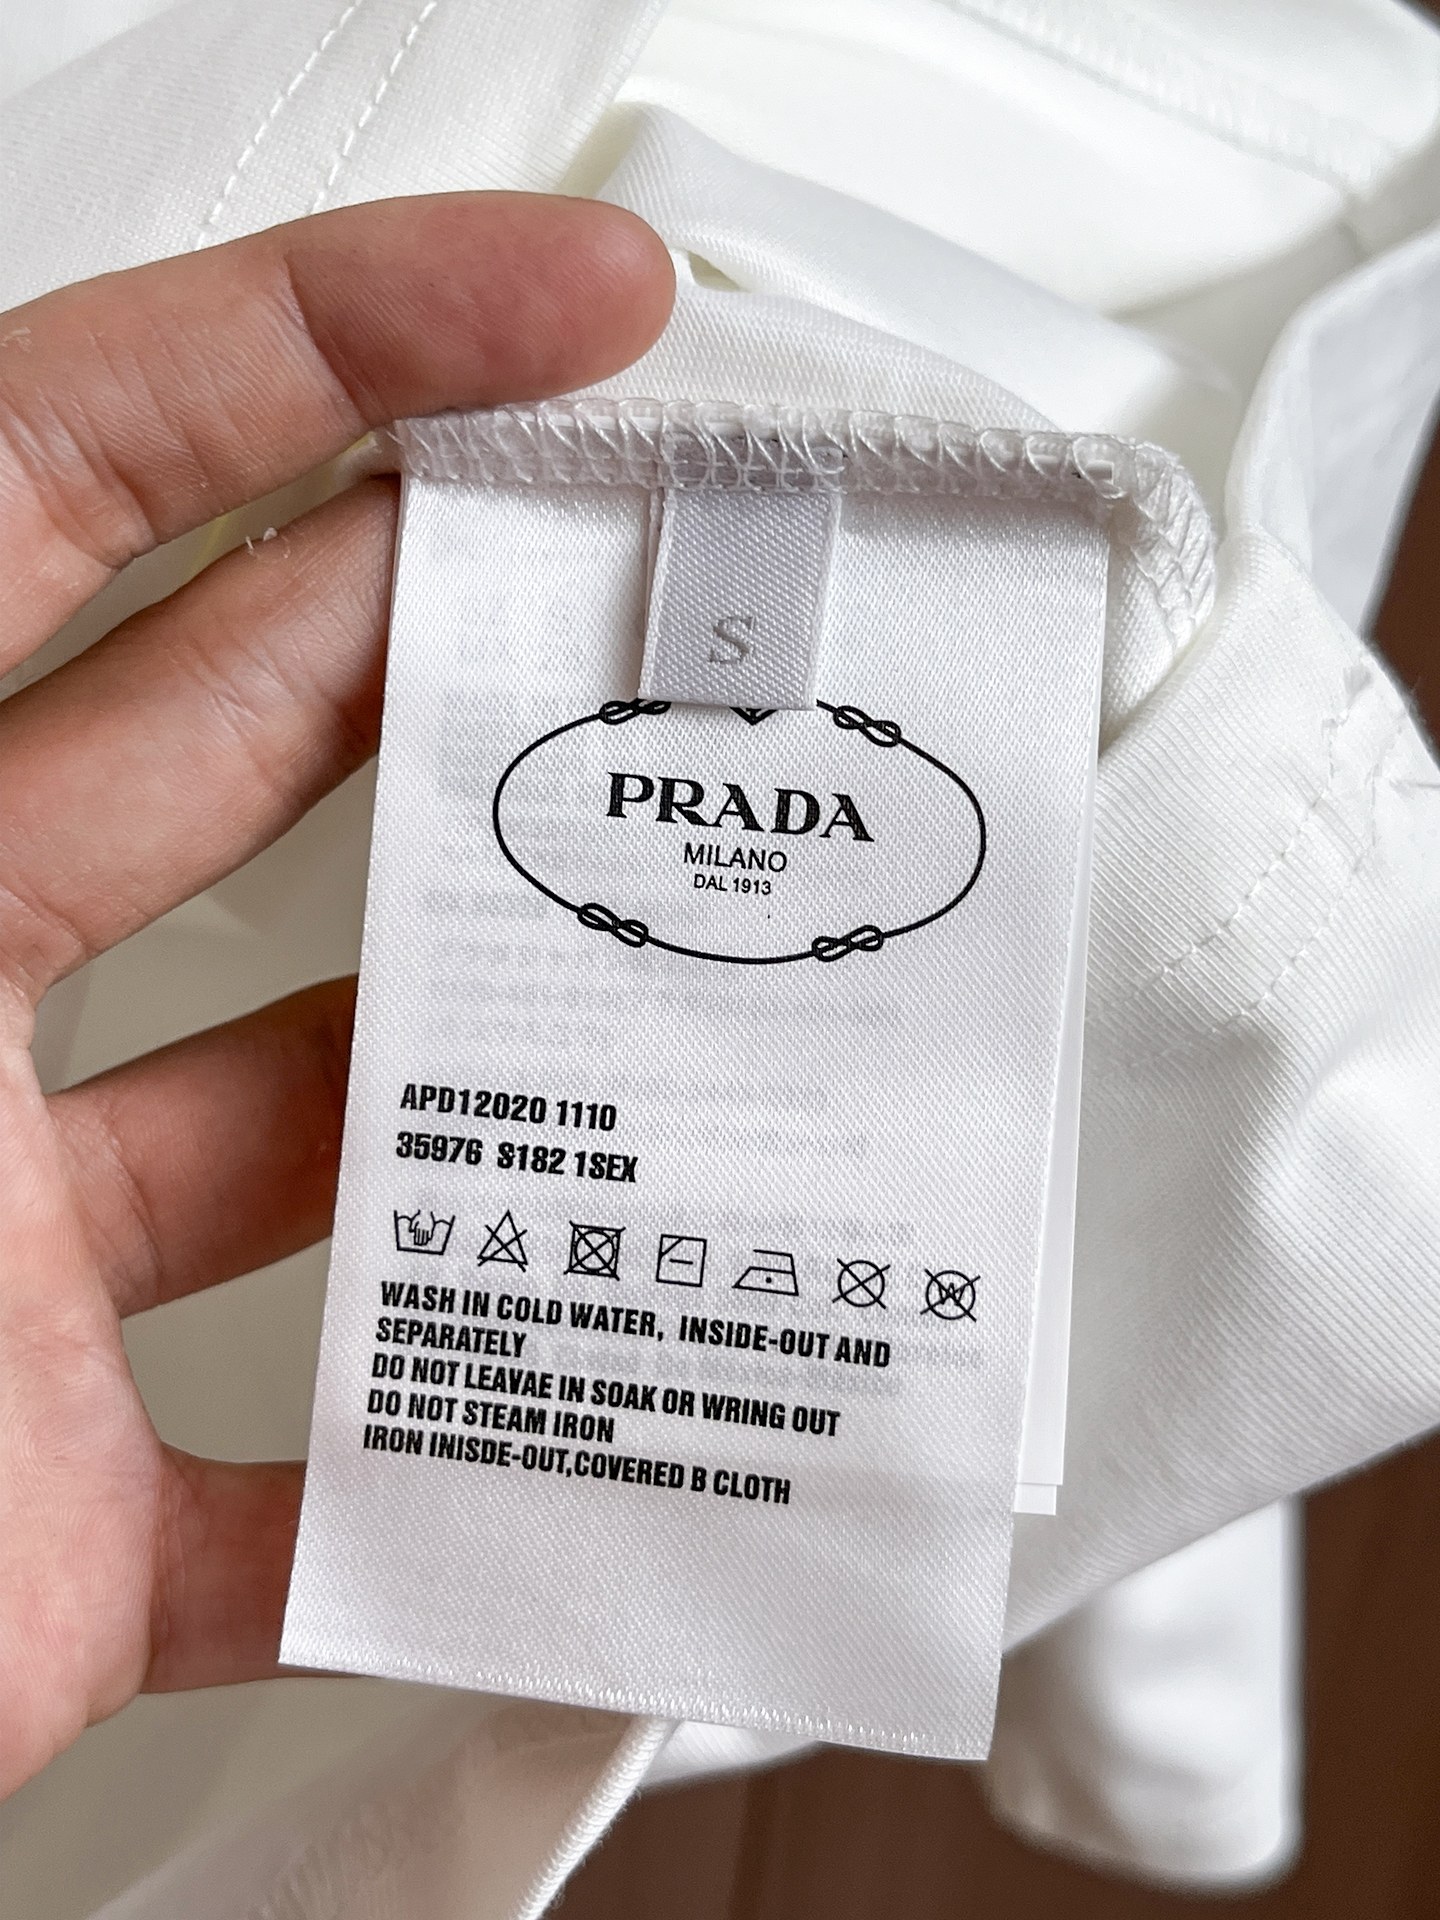 S
PRADA
MILANO
DAL 1913
APD12020 1110
35976 S182 1SEX
W
WASH IN COLD WATER, INSIDE-OUT AND
SEPARATELY
DO NOT LEAVAE IN SOAK OR WRING OUT
DO NOT STEAM IRON
IRON INISDE-OUT,COVERED B CLOTH